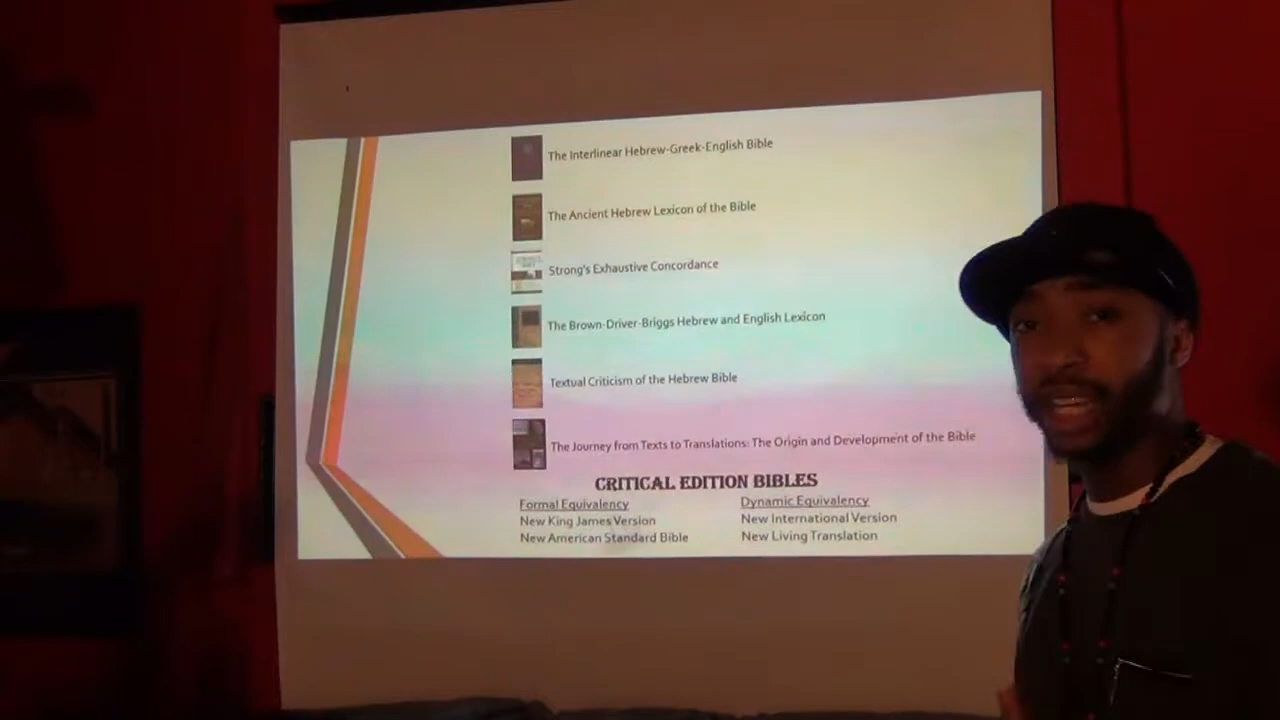 The Interlinear Hebrew-Greek-English Bible
The Ancient Hebrew Lexicon of the Bible
Strong's Exhaustive Concordance
The Brown-Driver-Briggs Hebrew and English Lexicon
Textual Criticism of the Hebrew Bible
The Journey from Texts to Translations: The Origin and Development of the Bible
CRITICAL EDITION BIBLES
Formal Equivalency
New King James Version
New American Standard Bible
Dynamic Equivalency
New International Version
New Living Translation